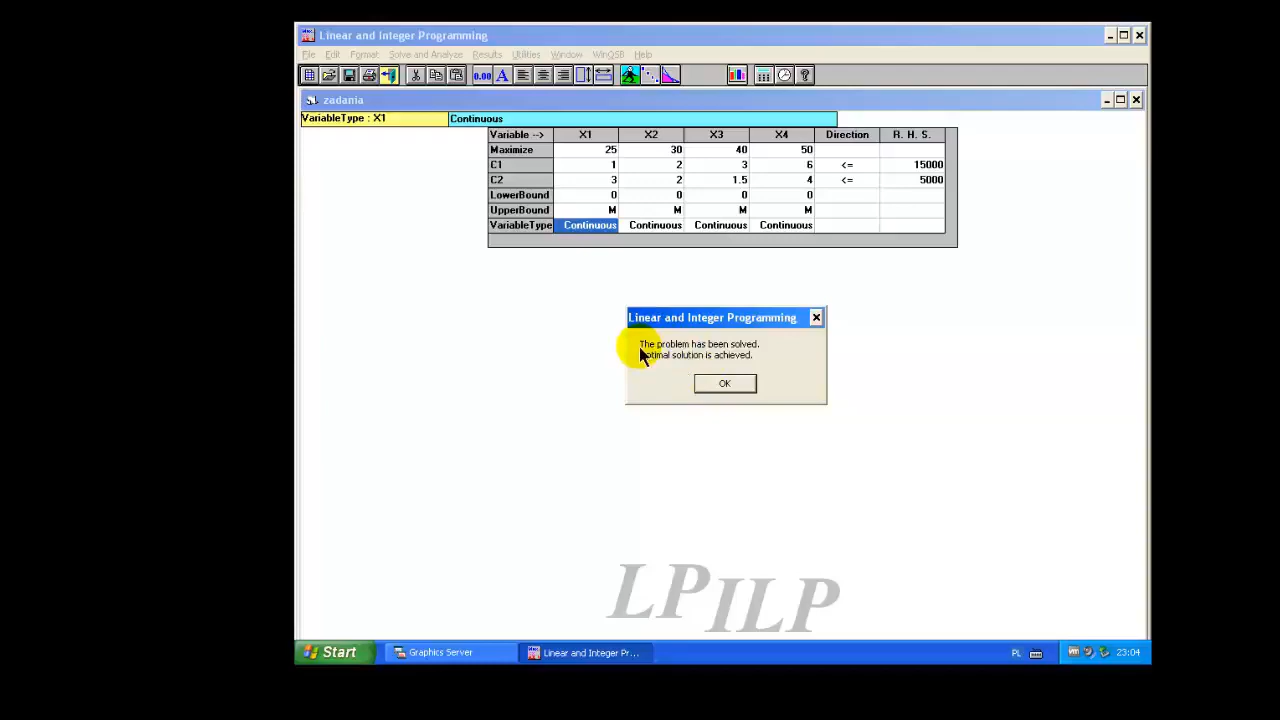 Linear and Integer Programming
File Edit Format Solve and Analyze Results Utilities Window WinQSB Help
0.00 A
zadania
VariableType : X1 Continuous
Variable --> X1 X2 X3 X4 Direction R. H. S.
Maximize 25 30 40 50
C1 1 2 3 6 <= 15000
C2 3 2 1.5 4 <= 5000
LowerBound 0 0 0 0
UpperBound M M M M
VariableType Continuous Continuous Continuous Continuous
Linear and Integer Programming
The problem has been solved.
Optimal solution is achieved.
OK
LP ILP
Start Graphics Server Linear and Integer Pr... PL 23:04